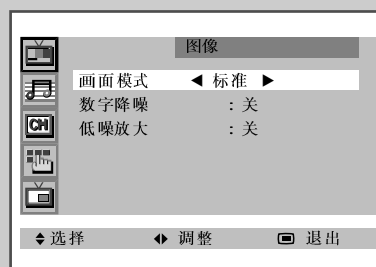 图像
画面模式 ◀ 标准 ▶
数字降噪 : 关
低噪放大 : 关
CH
选择 调整 退出